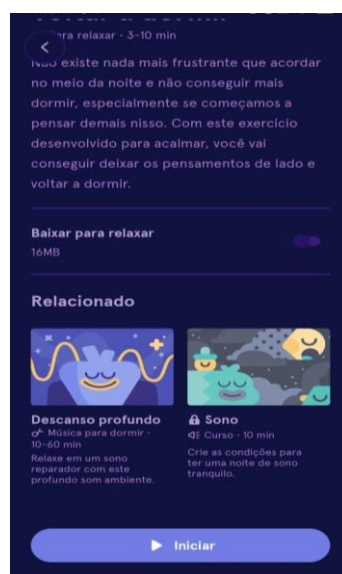 para relaxar · 3-10 min
Não existe nada mais frustrante que acordar
no meio da noite e não conseguir mais
dormir, especialmente se começamos a
pensar demais nisso. Com este exercício
desenvolvido para acalmar, você vai
conseguir deixar os pensamentos de lado e
voltar a dormir.
Baixar para relaxar
16MB
Relacionado
Descanso profundo
Música para dormir ·
10-60 min
Relaxe em um sono
reparador com este
profundo som ambiente.
Sono
Curso · 10 min
Crie as condições para
ter uma noite de sono
tranquilo.
Iniciar